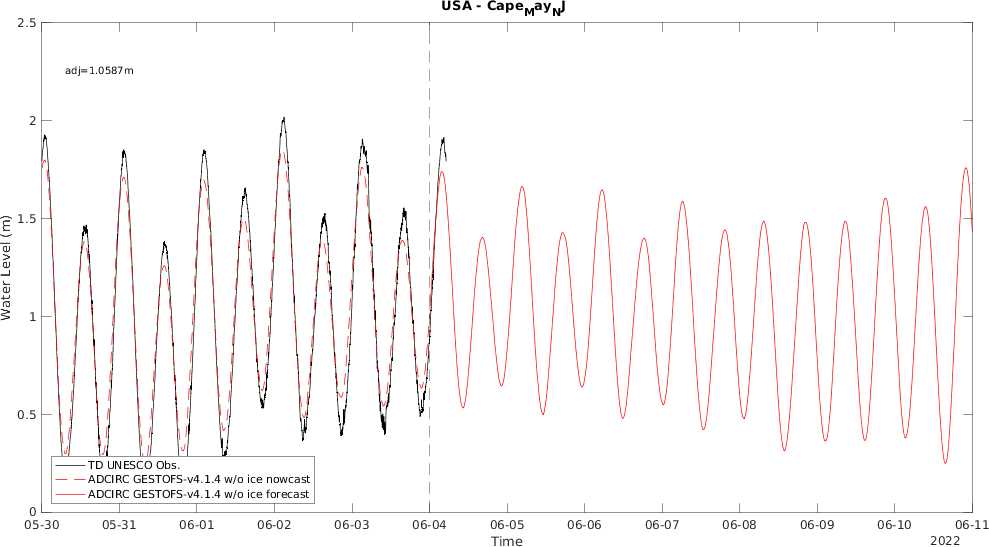 USA - CapeMayNJ
2.5
adj=1.0587m
2
1.5
Water Level (m)
1
0.5
TD UNESCO Obs.
ADCIRC GESTOFS-v4.1.4 w/o ice nowcast
ADCIRC GESTOFS-v4.1.4 w/o ice forecast
0
05-30 05-31 06-01 06-02 06-03 06-04 06-05 06-06 06-07 06-08 06-09 06-10 06-11
Time
2022